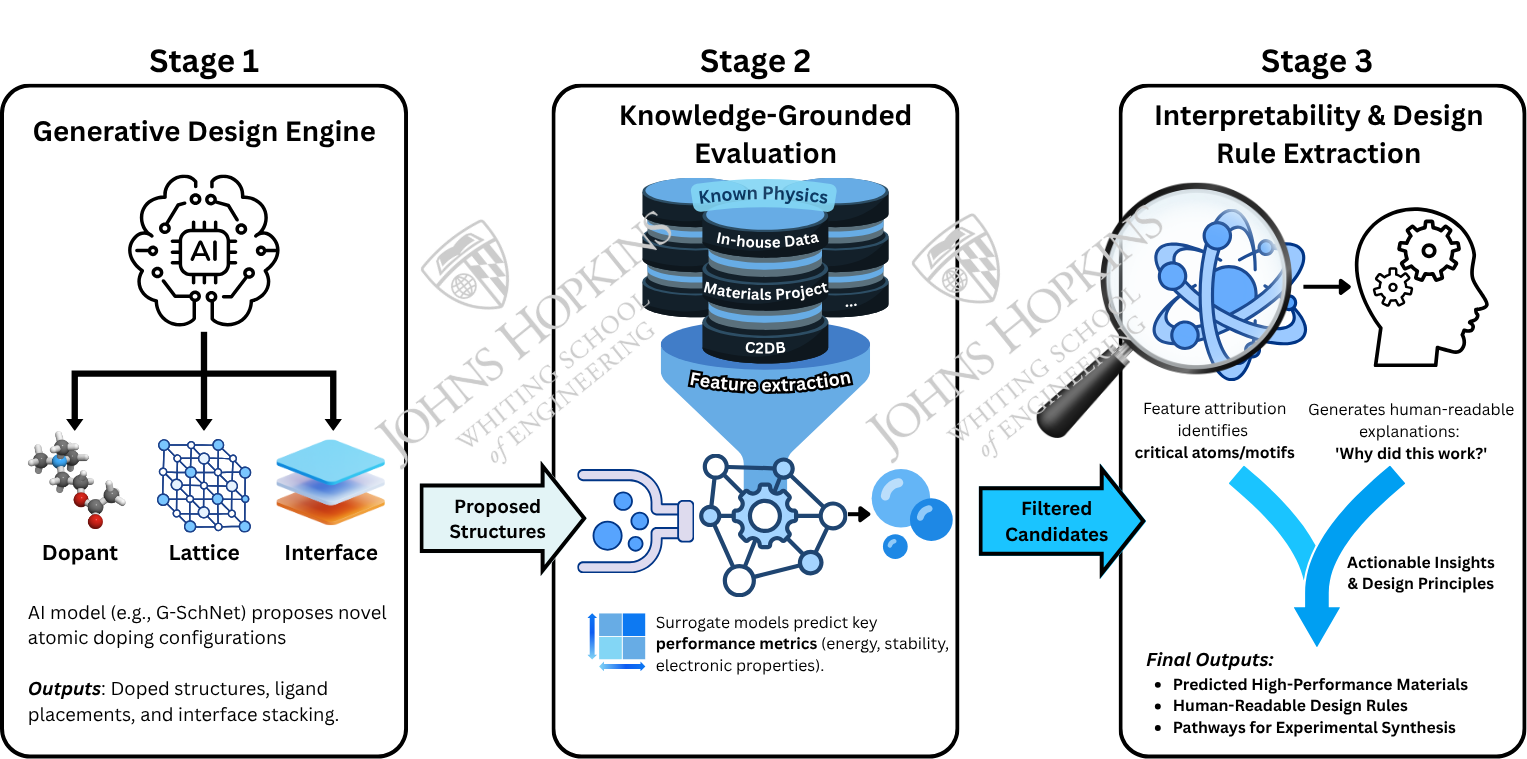 Stage 1
Generative Design Engine
AI
Dopant
Lattice
Interface
AI model (e.g., G-SchNet) proposes novel
atomic doping configurations
Outputs: Doped structures, ligand
placements, and interface stacking.
Proposed
Structures
Stage 2
Knowledge-Grounded
Evaluation
Known Physics
In-house Data
Materials Project
...
C2DB
Feature extraction
Surrogate models predict key
performance metrics (energy, stability,
electronic properties).
Filtered
Candidates
Stage 3
Interpretability & Design
Rule Extraction
Feature attribution
identifies
critical atoms/motifs
Generates human-readable
explanations:
'Why did this work?'
Actionable Insights
& Design Principles
Final Outputs:
• Predicted High-Performance Materials
• Human-Readable Design Rules
• Pathways for Experimental Synthesis
JOHNS HOPKINS
WHITING SCHOOL
of ENGINEERING
JOHNS HOPKINS
WHITING SCHOOL
of ENGINEERING